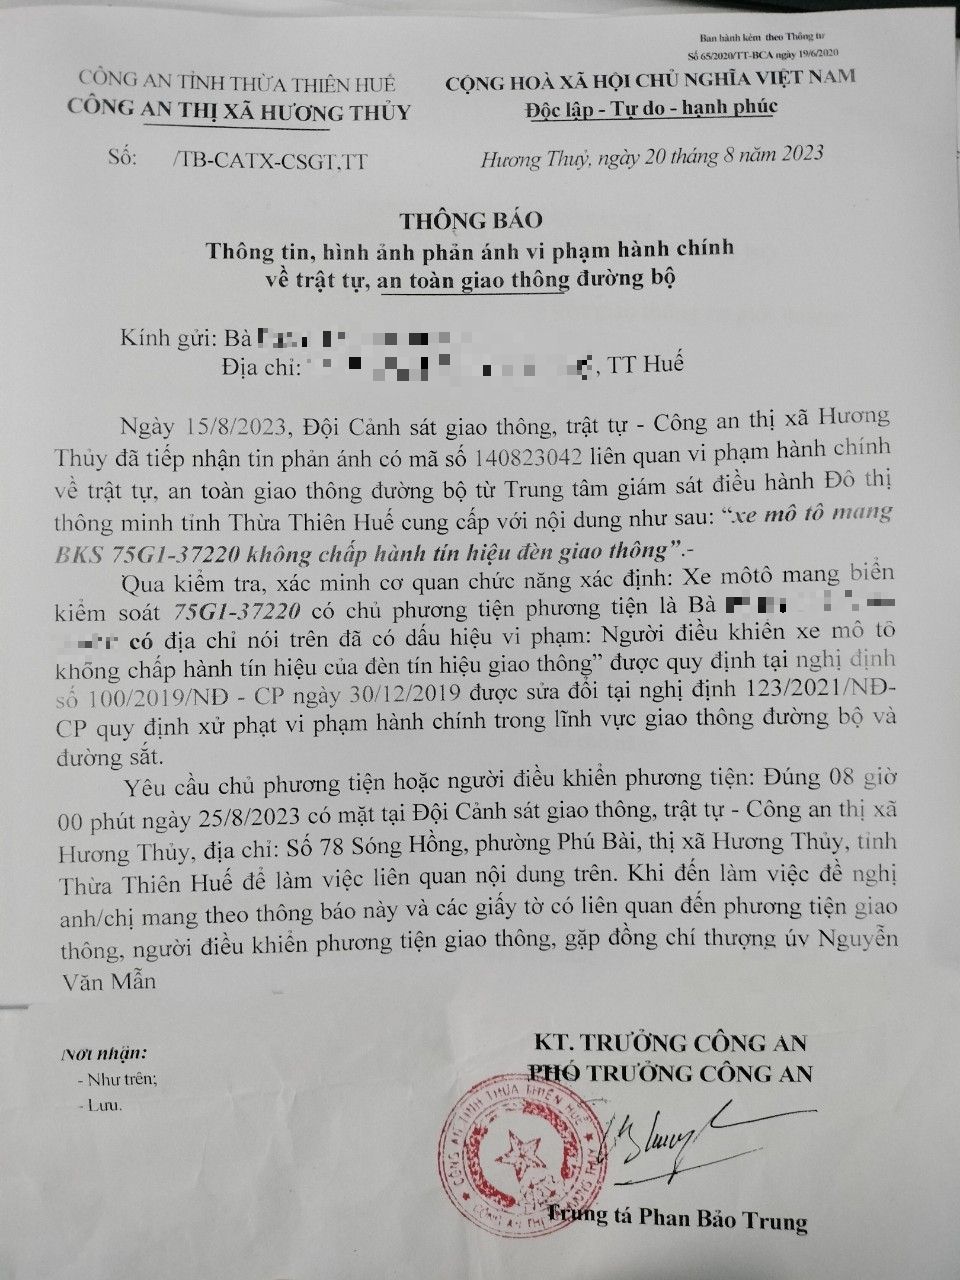 Ban hành kèm theo Thông tư
Số 65/2020/TT-BCA ngày 19/6/2020
CÔNG AN TỈNH THỪA THIÊN HUẾ
CÔNG AN THỊ XÃ HƯƠNG THỦY
CỘNG HOÀ XÃ HỘI CHỦ NGHĨA VIỆT NAM
Độc lập - Tự do - hạnh phúc
Số: /TB-CATX-CSGT,TT
Hương Thuỷ, ngày 20 tháng 8 năm 2023
THÔNG BÁO
Thông tin, hình ảnh phản ánh vi phạm hành chính
về trật tự, an toàn giao thông đường bộ
Kính gửi: Bà
Địa chỉ: , TT Huế
Ngày 15/8/2023, Đội Cảnh sát giao thông, trật tự - Công an thị xã Hương
Thủy đã tiếp nhận tin phản ánh có mã số 140823042 liên quan vi phạm hành chính
về trật tự, an toàn giao thông đường bộ từ Trung tâm giám sát điều hành Đô thị
thông minh tỉnh Thừa Thiên Huế cung cấp với nội dung như sau: “xe mô tô mang
BKS 75G1-37220 không chấp hành tín hiệu đèn giao thông”.-
Qua kiểm tra, xác minh cơ quan chức năng xác định: Xe môtô mang biển
kiểm soát 75G1-37220 có chủ phương tiện phương tiện là Bà
có địa chỉ nói trên đã có dấu hiệu vi phạm: Người điều khiên xe mô tô
không chấp hành tín hiệu của đèn tín hiệu giao thông” được quy định tại nghị định
số 100/2019/NĐ - CP ngày 30/12/2019 được sửa đổi tại nghị định 123/2021/NĐ-
CP quy định xử phạt vi phạm hành chính trong lĩnh vực giao thông đường bộ và
đường sắt.
Yêu cầu chủ phương tiện hoặc người điều khiển phương tiện: Đúng 08 giờ
00 phút ngày 25/8/2023 có mặt tại Đội Cảnh sát giao thông, trật tự - Công an thị xã
Hương Thủy, địa chỉ: Số 78 Sóng Hồng, phường Phú Bài, thị xã Hương Thủy, tỉnh
Thừa Thiên Huế để làm việc liên quan nội dung trên. Khi đến làm việc đề nghị
anh/chị mang theo thông báo này và các giấy tờ có liên quan đến phương tiện giao
thông, người điều khiển phương tiện giao thông, gặp đồng chí thượng úy Nguyễn
Văn Mẫn
Nơi nhận:
- Như trên;
- Lưu.
KT. TRƯỞNG CÔNG AN
PHÓ TRƯỞNG CÔNG AN
CÔNG AN TỈNH THỪA THIÊN HUẾ
CÔNG AN THỊ XÃ HƯƠNG THỦY
Trung tá Phan Bảo Trung